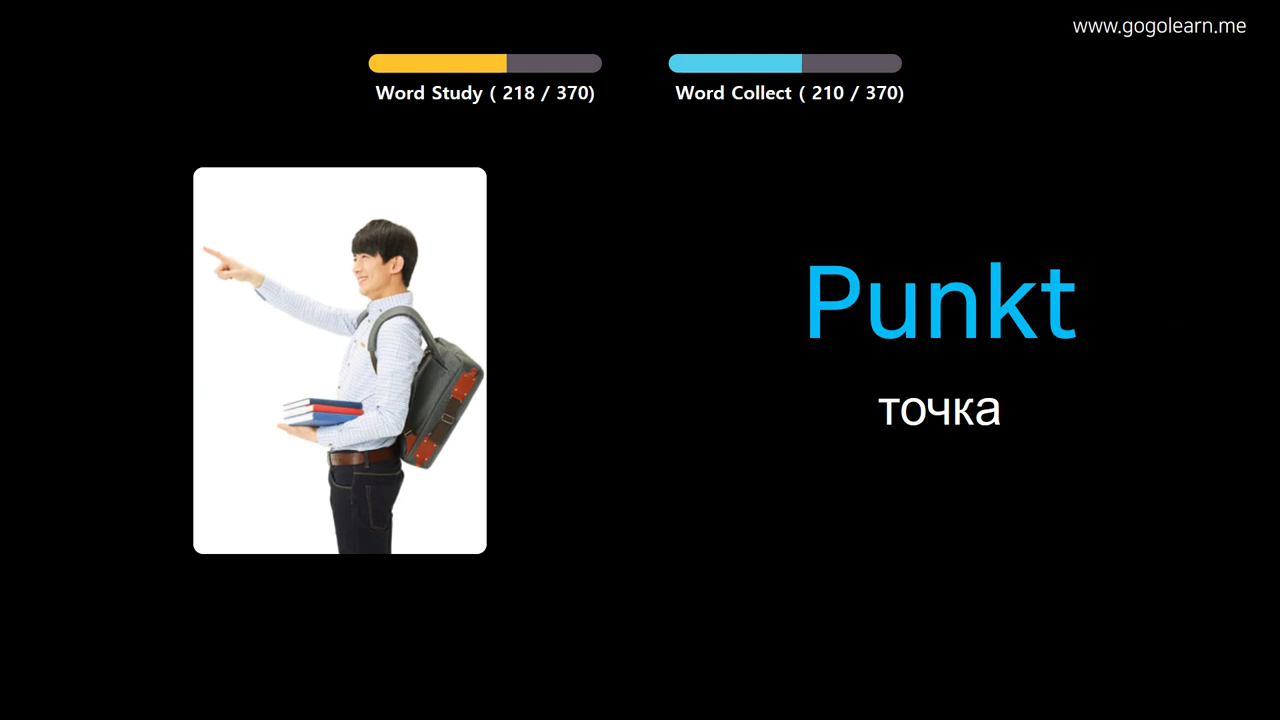 www.gogolearn.me
Word Study ( 218 / 370)
Word Collect ( 210 / 370)
Punkt
точка